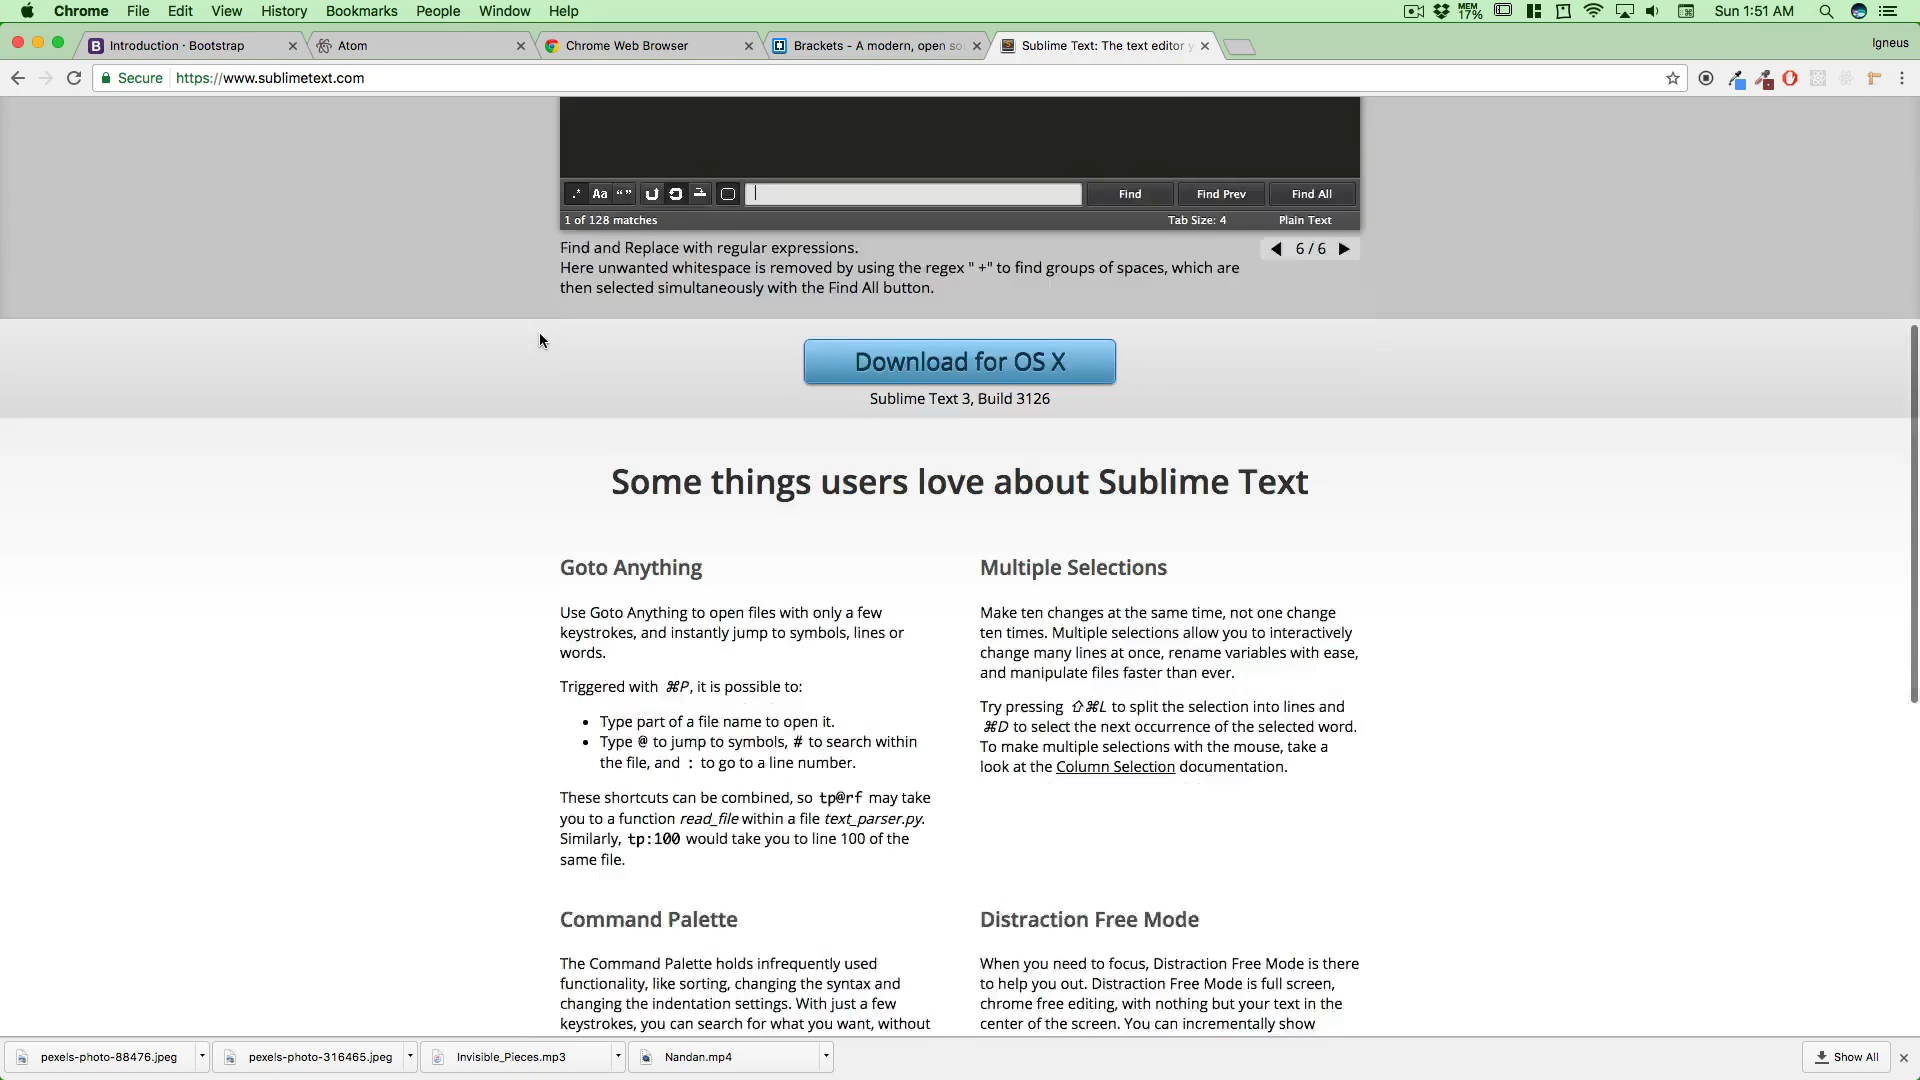 Chrome File Edit View History Bookmarks People Window Help MEM 17% Sun 1:51 AM
Introduction · Bootstrap
Atom
Chrome Web Browser
Brackets - A modern, open so
Sublime Text: The text editor y
Igneus
Secure https://www.sublimetext.com
.* Aa “” Find Find Prev Find All
1 of 128 matches Tab Size: 4 Plain Text
Find and Replace with regular expressions. 6 / 6
Here unwanted whitespace is removed by using the regex " +" to find groups of spaces, which are
then selected simultaneously with the Find All button.
Download for OS X
Sublime Text 3, Build 3126
Some things users love about Sublime Text
Goto Anything
Use Goto Anything to open files with only a few
keystrokes, and instantly jump to symbols, lines or
words.
Triggered with ⌘P, it is possible to:
• Type part of a file name to open it.
• Type @ to jump to symbols, # to search within
the file, and : to go to a line number.
These shortcuts can be combined, so tp@rf may take
you to a function read_file within a file text_parser.py.
Similarly, tp:100 would take you to line 100 of the
same file.
Multiple Selections
Make ten changes at the same time, not one change
ten times. Multiple selections allow you to interactively
change many lines at once, rename variables with ease,
and manipulate files faster than ever.
Try pressing ⇧⌘L to split the selection into lines and
⌘D to select the next occurrence of the selected word.
To make multiple selections with the mouse, take a
look at the Column Selection documentation.
Command Palette
The Command Palette holds infrequently used
functionality, like sorting, changing the syntax and
changing the indentation settings. With just a few
keystrokes, you can search for what you want, without
Distraction Free Mode
When you need to focus, Distraction Free Mode is there
to help you out. Distraction Free Mode is full screen,
chrome free editing, with nothing but your text in the
center of the screen. You can incrementally show
pexels-photo-88476.jpeg
pexels-photo-316465.jpeg
Invisible_Pieces.mp3
Nandan.mp4
Show All